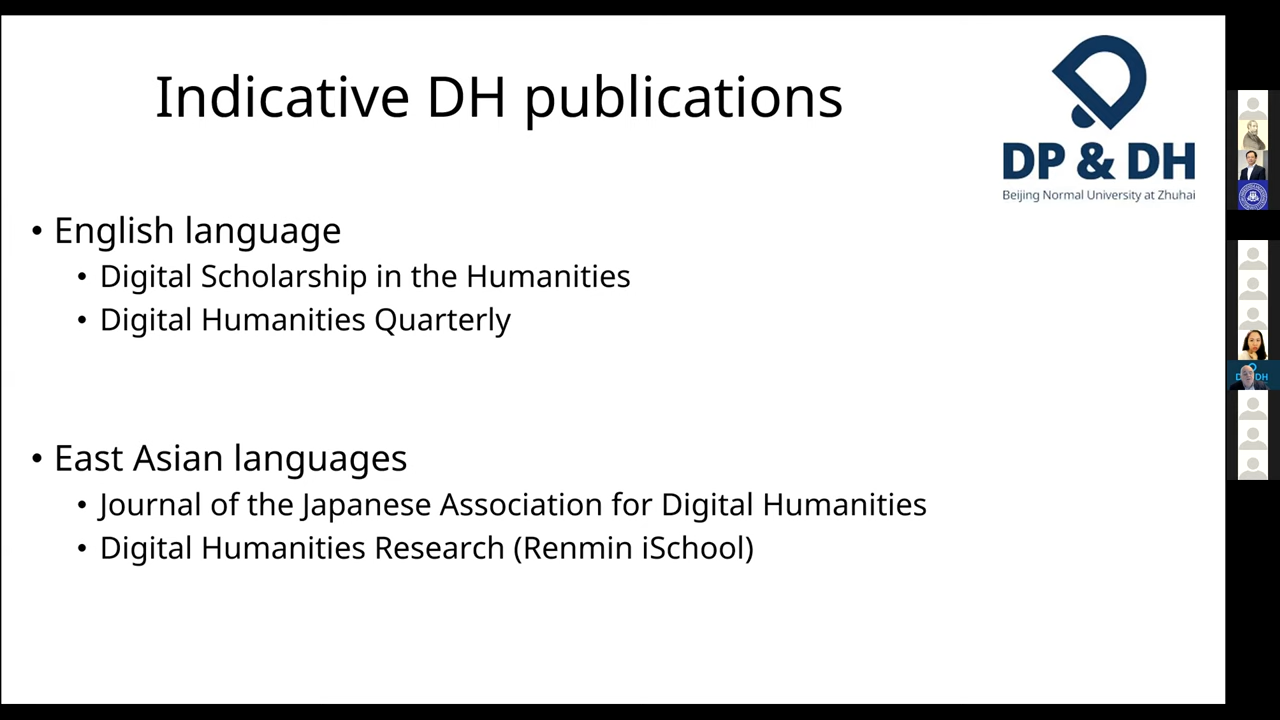 Indicative DH publications
DP & DH
Beijing Normal University at Zhuhai
• English language
• Digital Scholarship in the Humanities
• Digital Humanities Quarterly
• East Asian languages
• Journal of the Japanese Association for Digital Humanities
• Digital Humanities Research (Renmin iSchool)